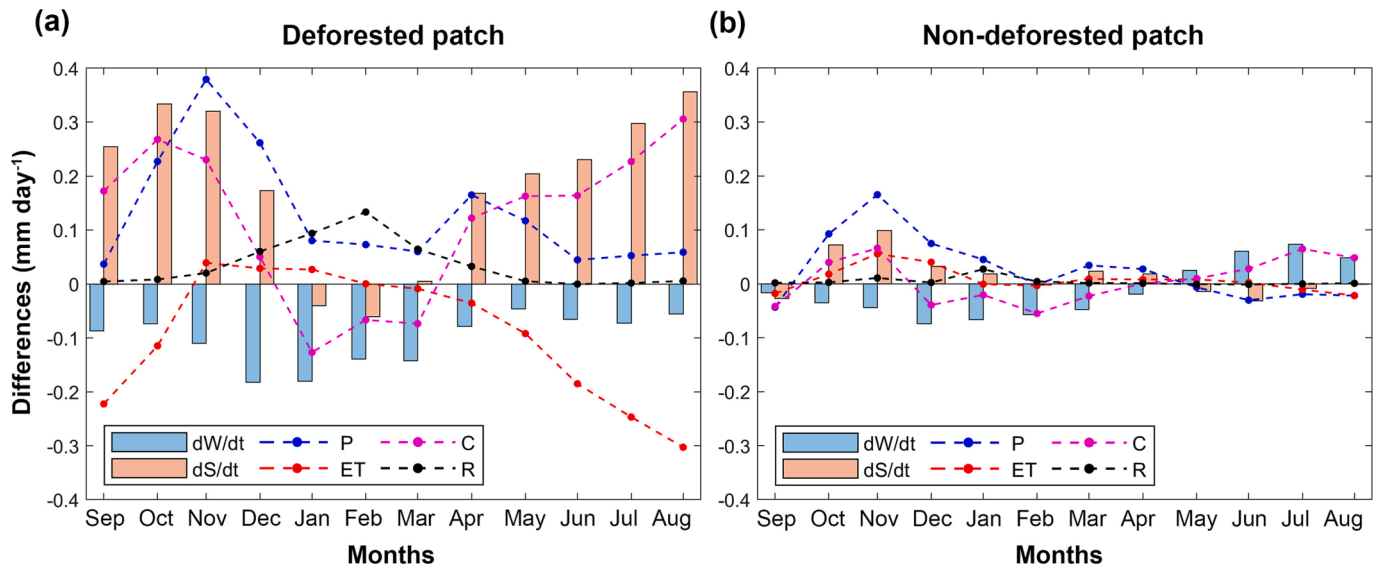 (a)
Deforested patch
Differences (mm day-1)
0.4
0.3
0.2
0.1
0
-0.1
-0.2
-0.3
-0.4
dW/dt P C
dS/dt ET R
Sep Oct Nov Dec Jan Feb Mar Apr May Jun Jul Aug
Months
(b)
Non-deforested patch
0.4
0.3
0.2
0.1
0
-0.1
-0.2
-0.3
-0.4
dW/dt P C
dS/dt ET R
Sep Oct Nov Dec Jan Feb Mar Apr May Jun Jul Aug
Months